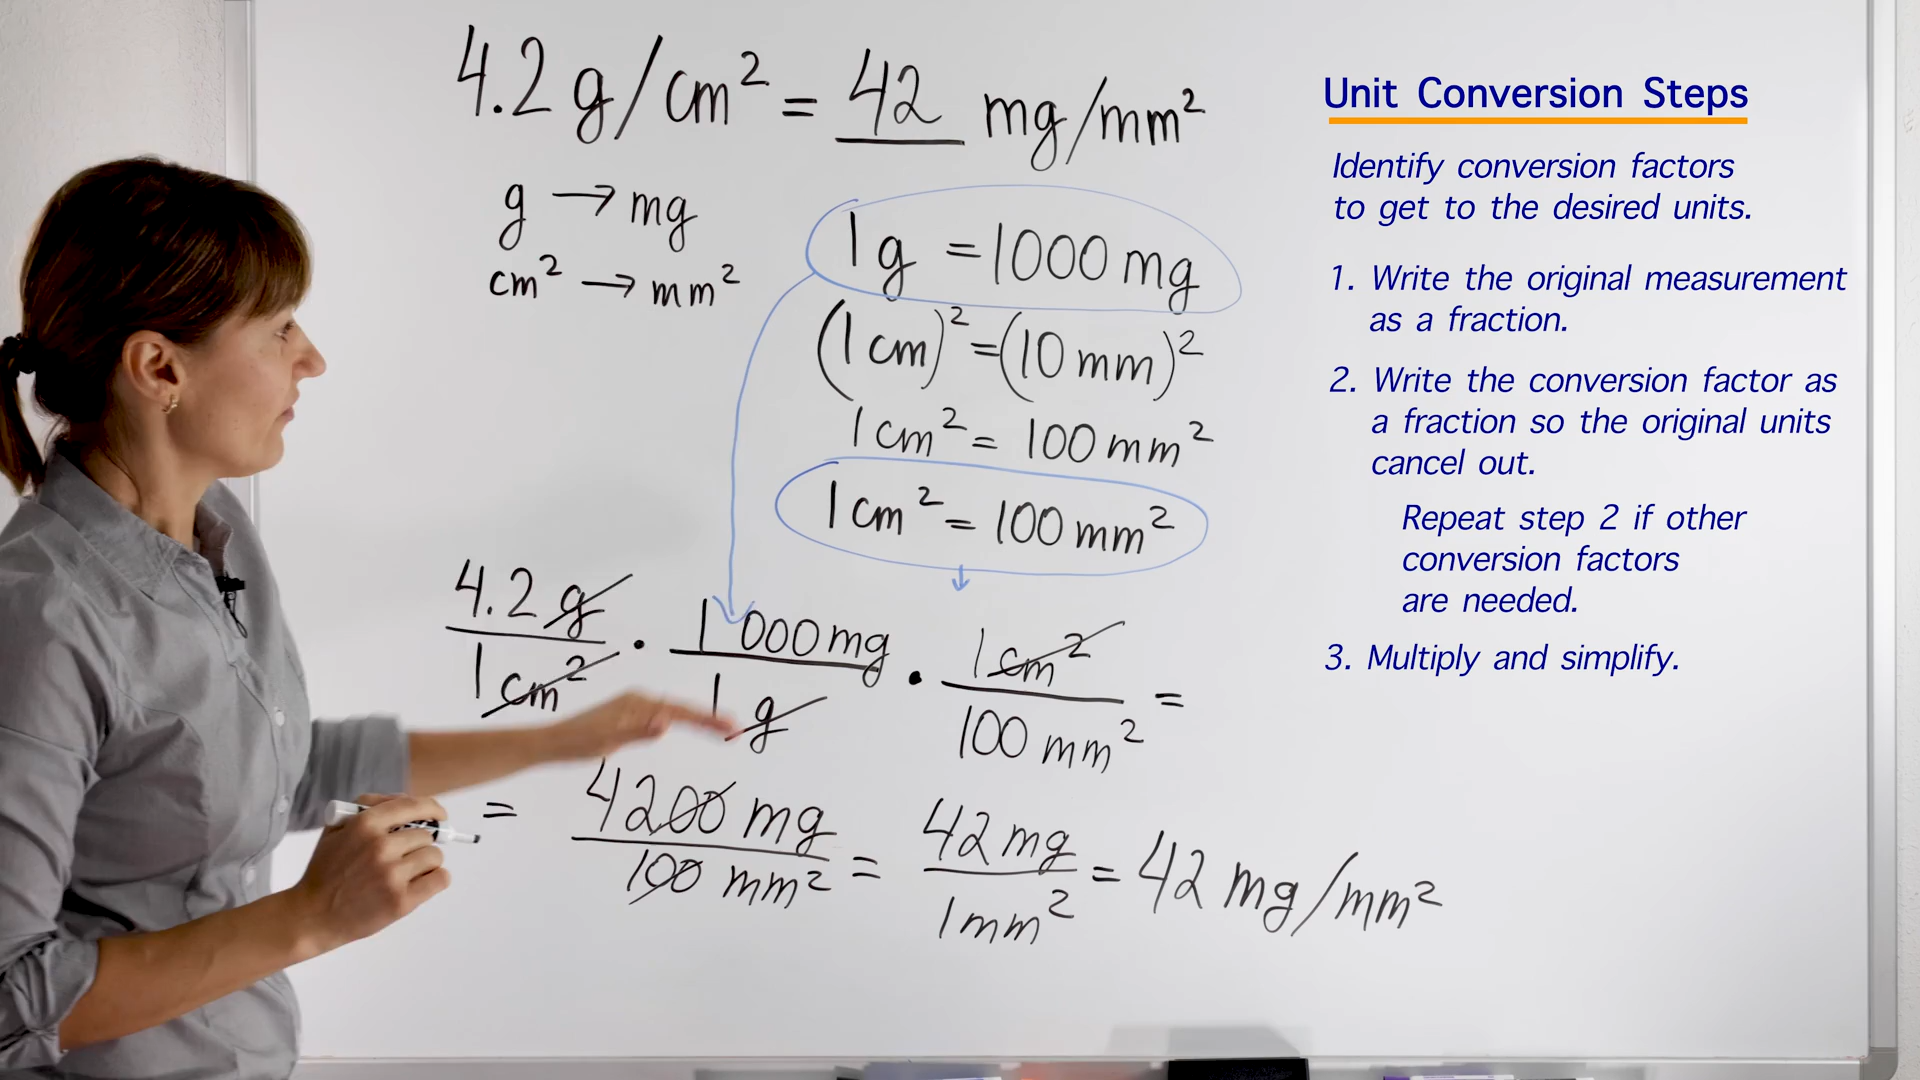 4.2 g/cm² = 42 mg/mm²
g → mg
cm² → mm²
1 g = 1000 mg
(1 cm)² = (10 mm)²
1 cm² = 100 mm²
1 cm² = 100 mm²
4.2 g / 1 cm² · 1000 mg / 1 g · 1 cm² / 100 mm² =
= 4200 mg / 100 mm² = 42 mg / 1 mm² = 42 mg/mm²
Unit Conversion Steps
Identify conversion factors
to get to the desired units.
1. Write the original measurement
as a fraction.
2. Write the conversion factor as
a fraction so the original units
cancel out.
Repeat step 2 if other
conversion factors
are needed.
3. Multiply and simplify.